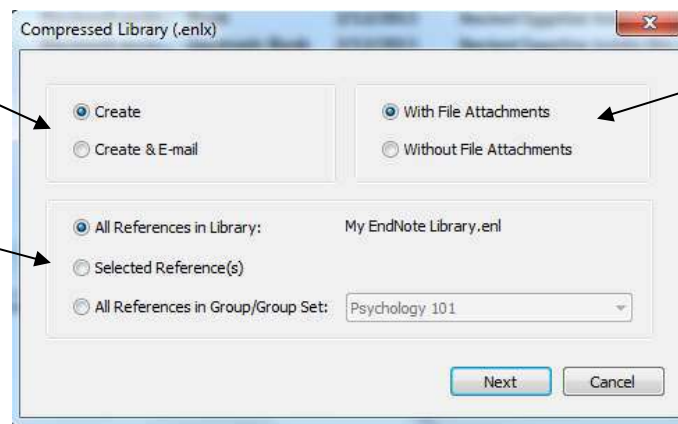 Compressed Library (.enlx)
Create
With File Attachments
Create & E-mail
Without File Attachments
All References in Library: My EndNote Library.enl
Selected Reference(s)
All References in Group/Group Set: Psychology 101
Next Cancel